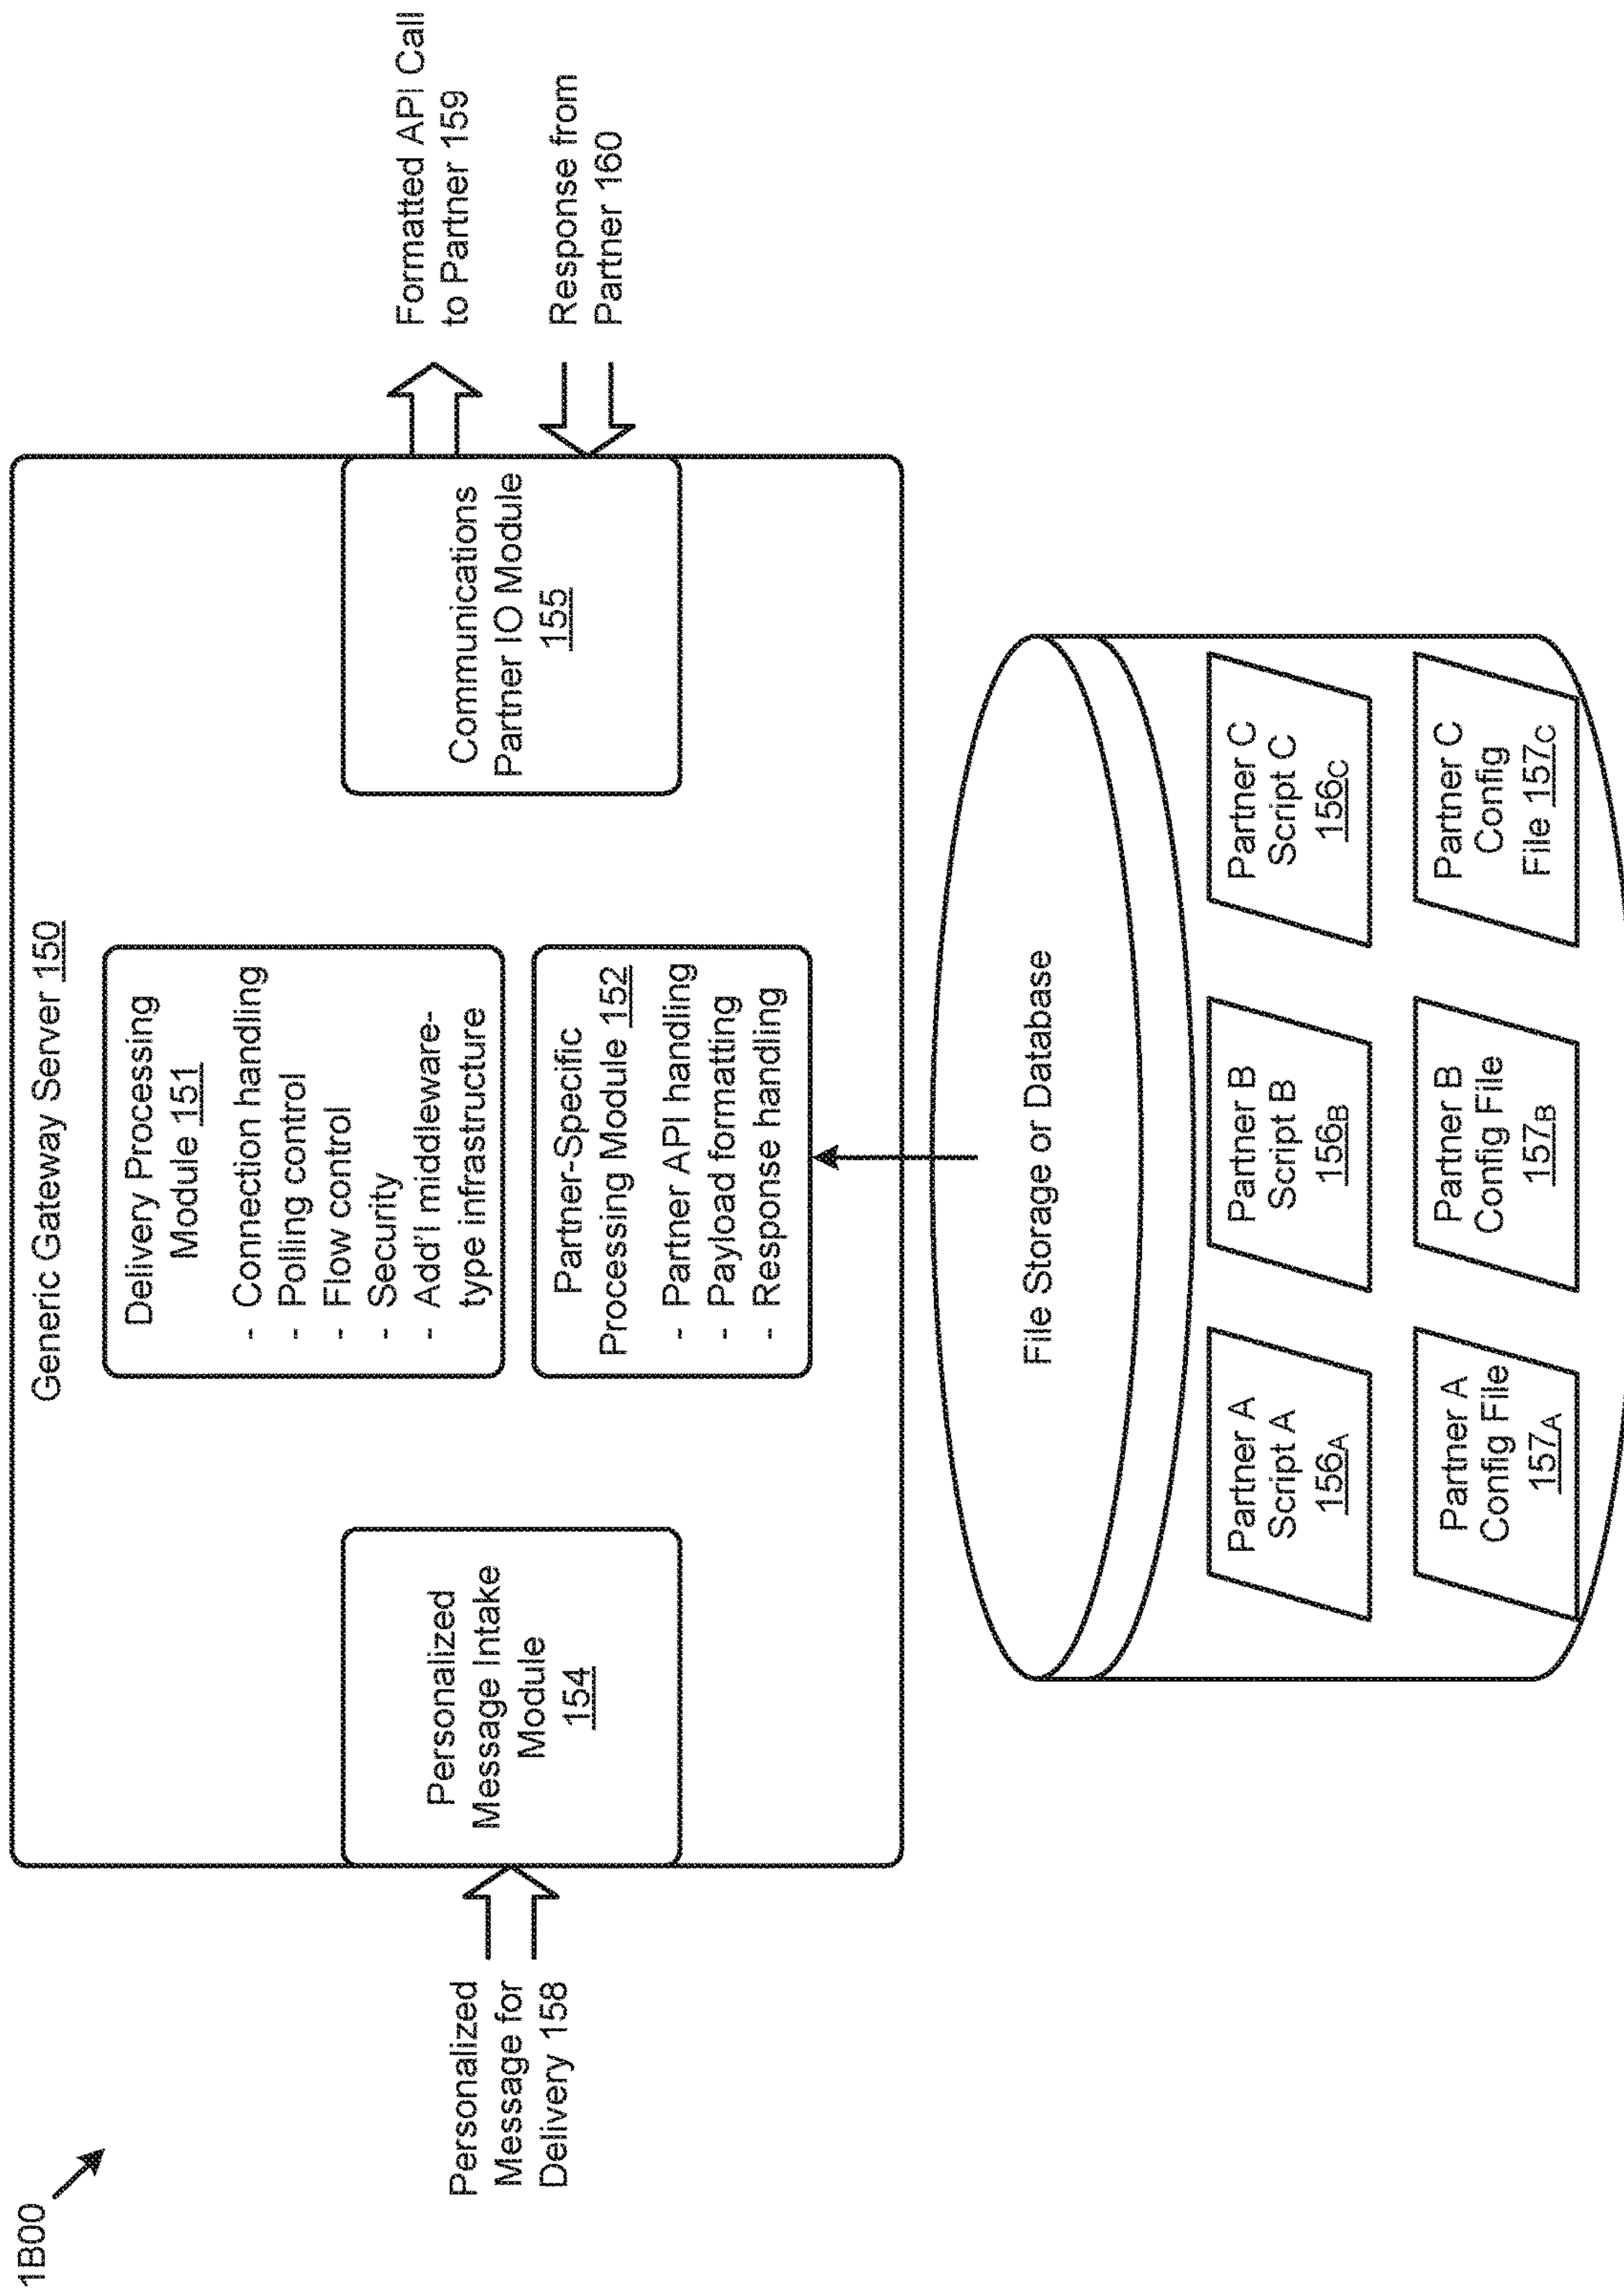 1B00
Generic Gateway Server 150
Personalized
Message for
Delivery 158
Personalized
Message Intake
Module
154
Delivery Processing
Module 151
- Connection handling
- Polling control
- Flow control
- Security
- Add'l middleware-
type infrastructure
Partner-Specific
Processing Module 152
- Partner API handling
- Payload formatting
- Response handling
Communications
Partner IO Module
155
Formatted API Call
to Partner 159
Response from
Partner 160
File Storage or Database
Partner A
Script A
156A
Partner B
Script B
156B
Partner C
Script C
156C
Partner A
Config File
157A
Partner B
Config File
157B
Partner C
Config
File 157C